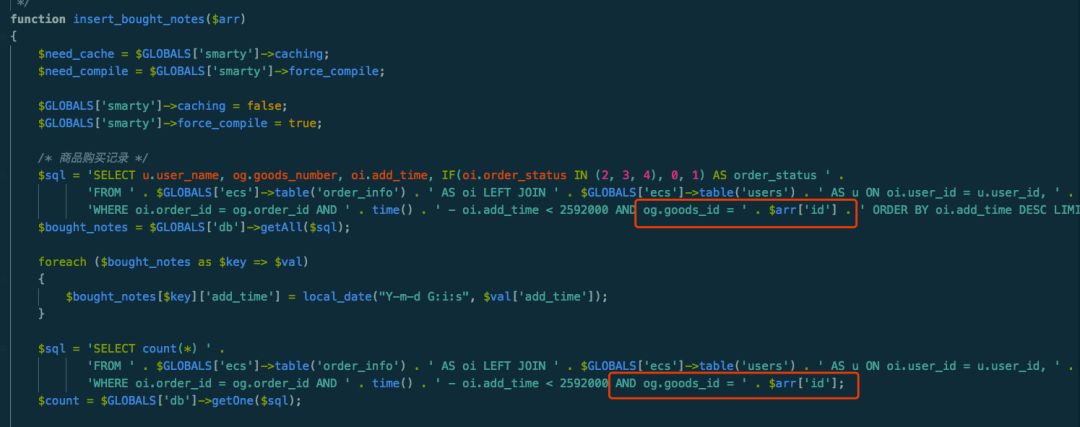 */
function insert_bought_notes($arr)
{
$need_cache = $GLOBALS['smarty']->caching;
$need_compile = $GLOBALS['smarty']->force_compile;
$GLOBALS['smarty']->caching = false;
$GLOBALS['smarty']->force_compile = true;
/* 商品购买记录 */
$sql = 'SELECT u.user_name, og.goods_number, oi.add_time, IF(oi.order_status IN (2, 3, 4), 0, 1) AS order_status ' .
'FROM ' . $GLOBALS['ecs']->table('order_info') . ' AS oi LEFT JOIN ' . $GLOBALS['ecs']->table('users') . ' AS u ON oi.user_id = u.user_id, ' .
'WHERE oi.order_id = og.order_id AND ' . time() . ' - oi.add_time < 2592000 AND og.goods_id = ' . $arr['id'] . ' ORDER BY oi.add_time DESC LIMI
$bought_notes = $GLOBALS['db']->getAll($sql);
foreach ($bought_notes as $key => $val)
{
$bought_notes[$key]['add_time'] = local_date("Y-m-d G:i:s", $val['add_time']);
}
$sql = 'SELECT count(*) ' .
'FROM ' . $GLOBALS['ecs']->table('order_info') . ' AS oi LEFT JOIN ' . $GLOBALS['ecs']->table('users') . ' AS u ON oi.user_id = u.user_id, ' .
'WHERE oi.order_id = og.order_id AND ' . time() . ' - oi.add_time < 2592000 AND og.goods_id = ' . $arr['id'];
$count = $GLOBALS['db']->getOne($sql);